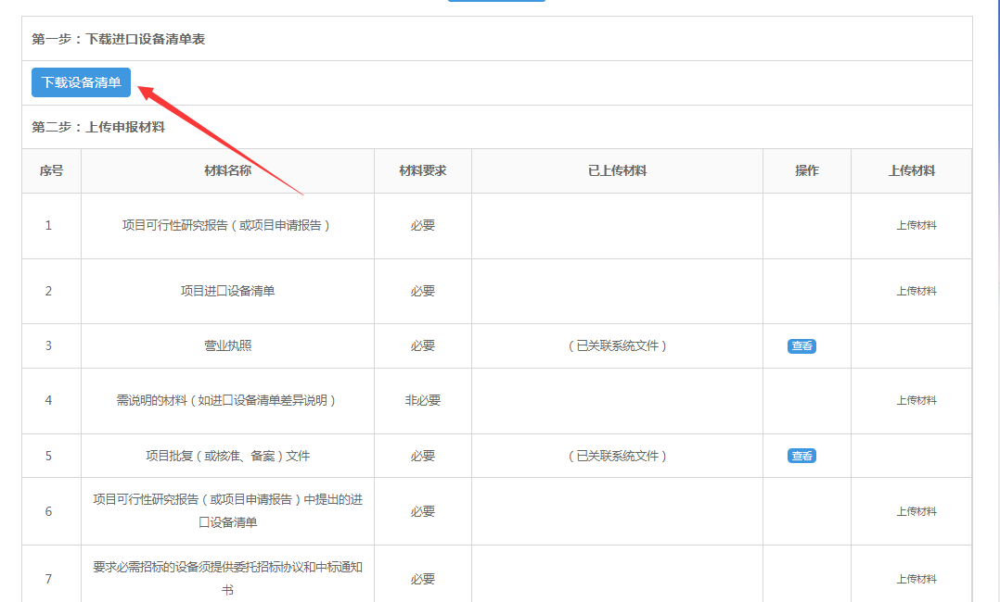 第一步：下载进口设备清单表
下载设备清单
第二步：上传申报材料
序号 材料名称 材料要求 已上传材料 操作 上传材料
1 项目可行性研究报告（或项目申请报告） 必要 上传材料
2 项目进口设备清单 必要 上传材料
3 营业执照 必要 （已关联系统文件） 查看
4 需说明的材料（如进口设备清单差异说明） 非必要 上传材料
5 项目批复（或核准、备案）文件 必要 （已关联系统文件） 查看
6 项目可行性研究报告（或项目申请报告）中提出的进
口设备清单 必要 上传材料
7 要求必需招标的设备须提供委托招标协议和中标通知
书 必要 上传材料